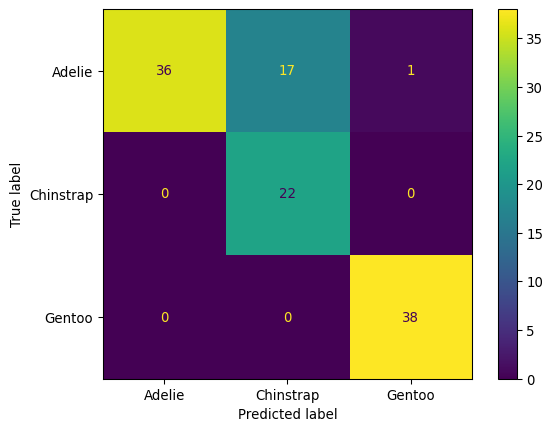 Adelie 36 17 1
Chinstrap 0 22 0
Gentoo 0 0 38
Adelie Chinstrap Gentoo
Predicted label
True label
35
30
25
20
15
10
5
0